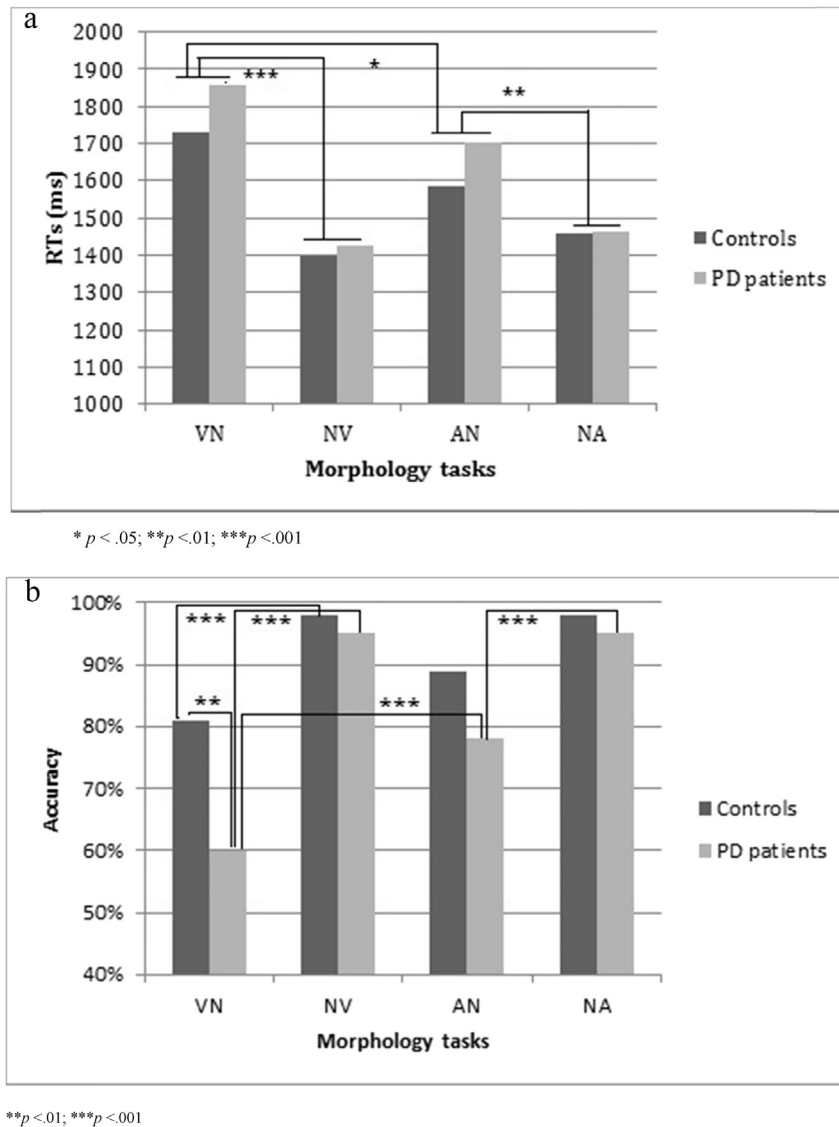 a
2000
1900
1800
1700
1600
1500
1400
1300
1200
1100
1000
RTs (ms)
***
*
**
VN NV AN NA
Morphology tasks
Controls
PD patients
* p < .05; **p <.01; ***p <.001
b
100%
90%
80%
70%
60%
50%
40%
Accuracy
*** *** ***
**
***
VN NV AN NA
Morphology tasks
Controls
PD patients
**p <.01; ***p <.001